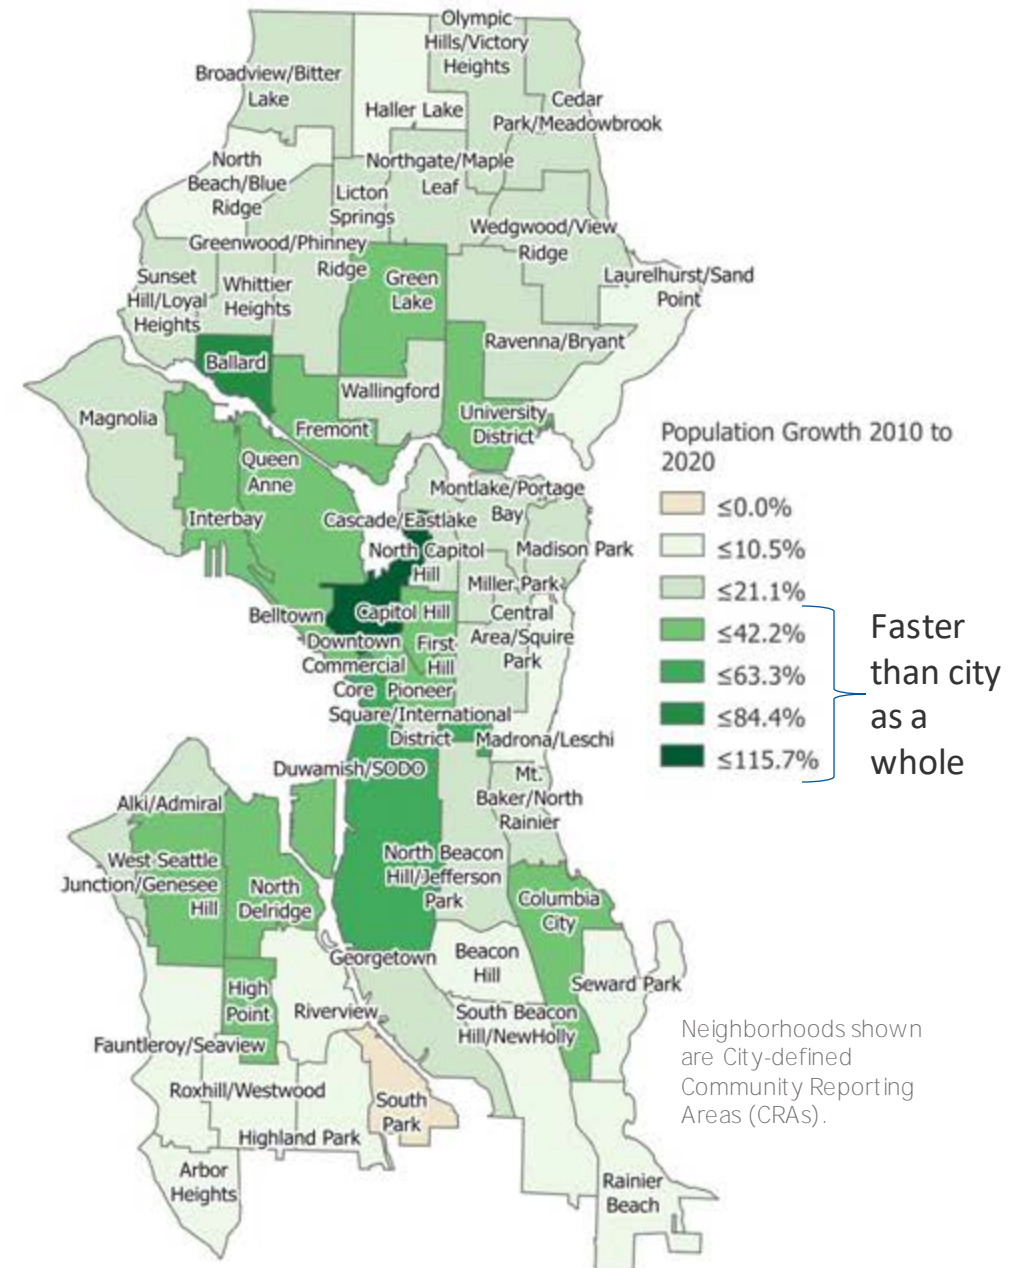 Olympic
Hills/Victory
Heights
Broadview/Bitter
Lake
Haller Lake
Cedar
Park/Meadowbrook
North
Beach/Blue
Ridge
Northgate/Maple
Leaf
Licton
Springs
Wedgwood/View
Ridge
Greenwood/Phinney
Ridge
Sunset
Hill/Loyal
Heights
Whittier
Heights
Green
Lake
Laurelhurst/Sand
Point
Ravenna/Bryant
Ballard
Wallingford
Magnolia
Fremont
University
District
Queen
Anne
Interbay
Montlake/Portage
Bay
Cascade/Eastlake
North Capitol
Hill
Madison Park
Miller Park
Belltown
Capitol Hill
Central
Area/Squire
Park
Downtown
Commercial
Core
First
Hill
Pioneer
Square/International
District
Madrona/Leschi
Duwamish/SODO
Mt.
Baker/North
Rainier
Alki/Admiral
West Seattle
Junction/Genesee
Hill
North
Delridge
North Beacon
Hill/Jefferson
Park
Columbia
City
Georgetown
Beacon
Hill
Seward Park
High
Point
Riverview
South Beacon
Hill/NewHolly
Fauntleroy/Seaview
Roxhill/Westwood
South
Park
Highland Park
Arbor
Heights
Rainier
Beach
Population Growth 2010 to
2020
≤0.0%
≤10.5%
≤21.1%
≤42.2%
≤63.3%
≤84.4%
≤115.7%
Faster
than city
as a
whole
Neighborhoods shown
are City-defined
Community Reporting
Areas (CRAs).